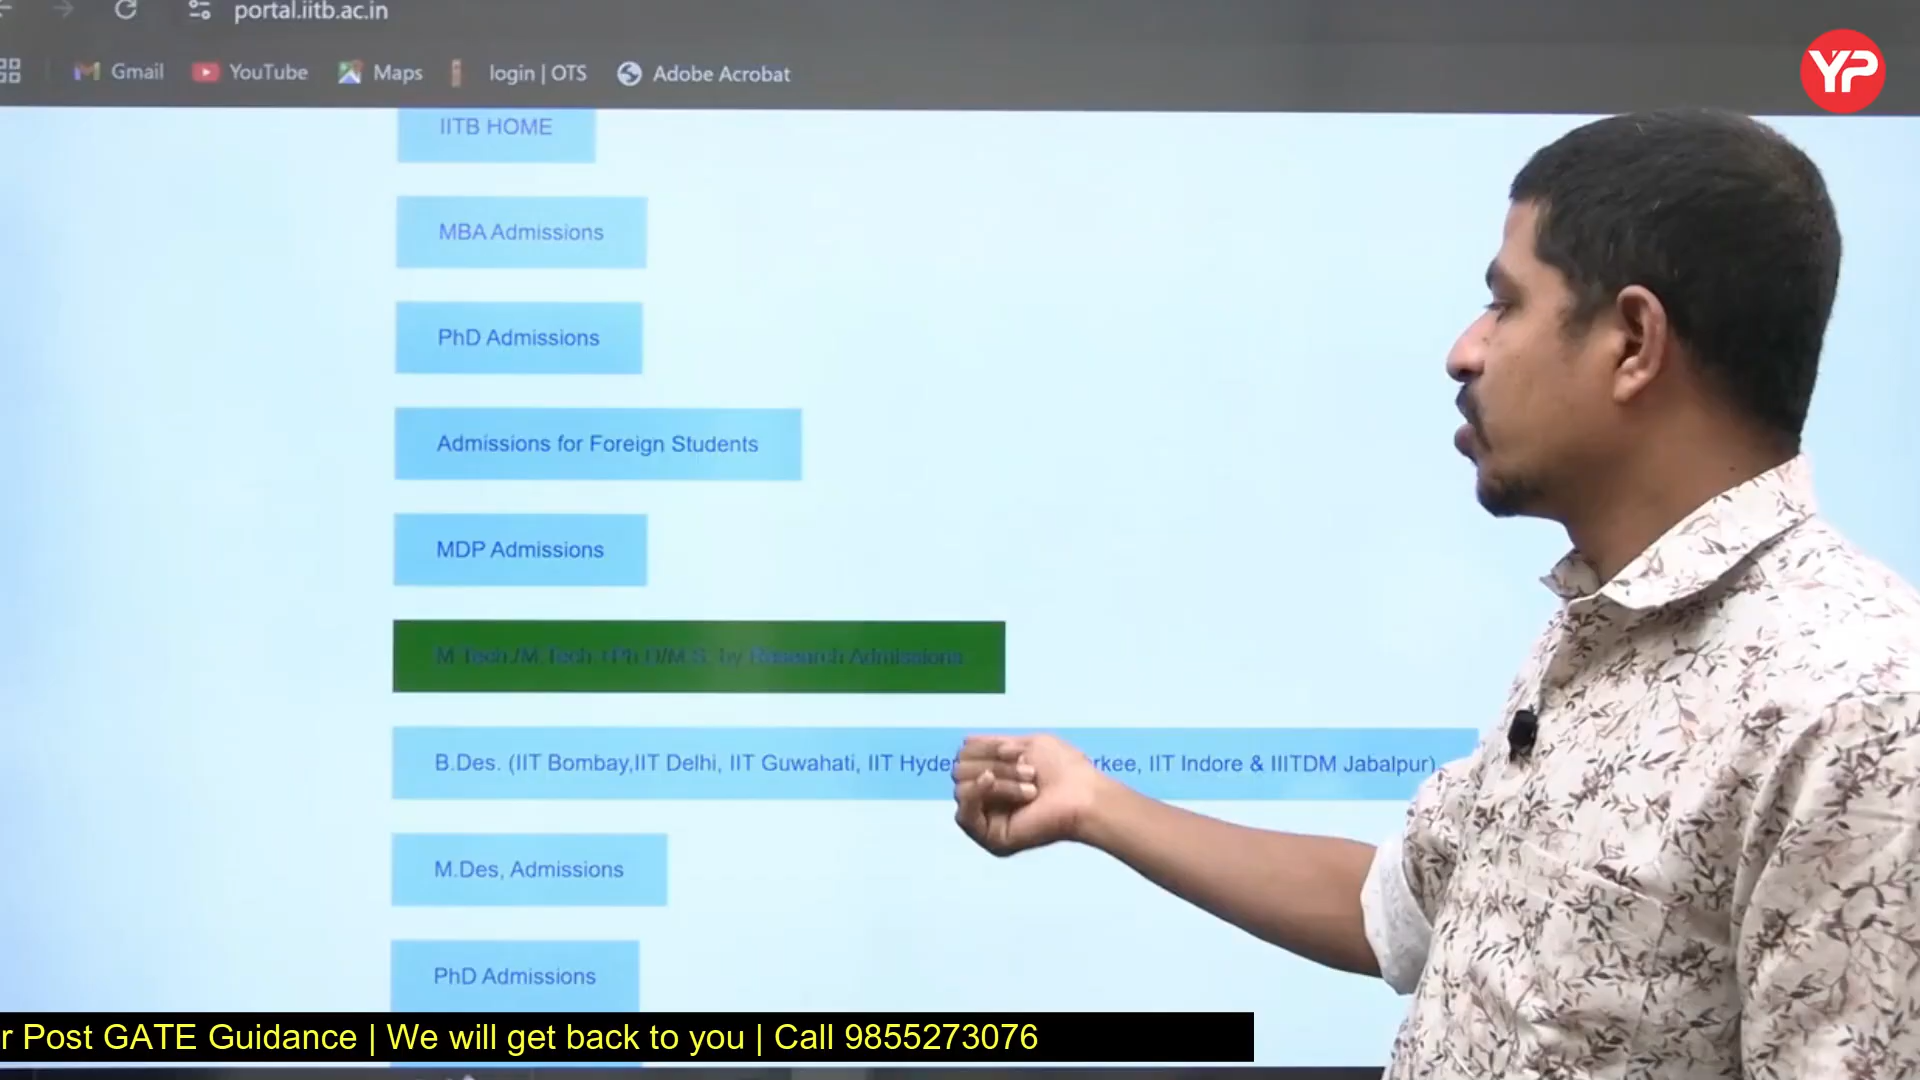 portal.iitb.ac.in
Gmail YouTube Maps login | OTS Adobe Acrobat
YP
IITB HOME
MBA Admissions
PhD Admissions
Admissions for Foreign Students
MDP Admissions
M.Tech./M.Tech.+Ph.D/M.S. by Research Admissions
B.Des. (IIT Bombay,IIT Delhi, IIT Guwahati, IIT Hyde rkee, IIT Indore & IIITDM Jabalpur)
M.Des, Admissions
PhD Admissions
r Post GATE Guidance | We will get back to you | Call 9855273076